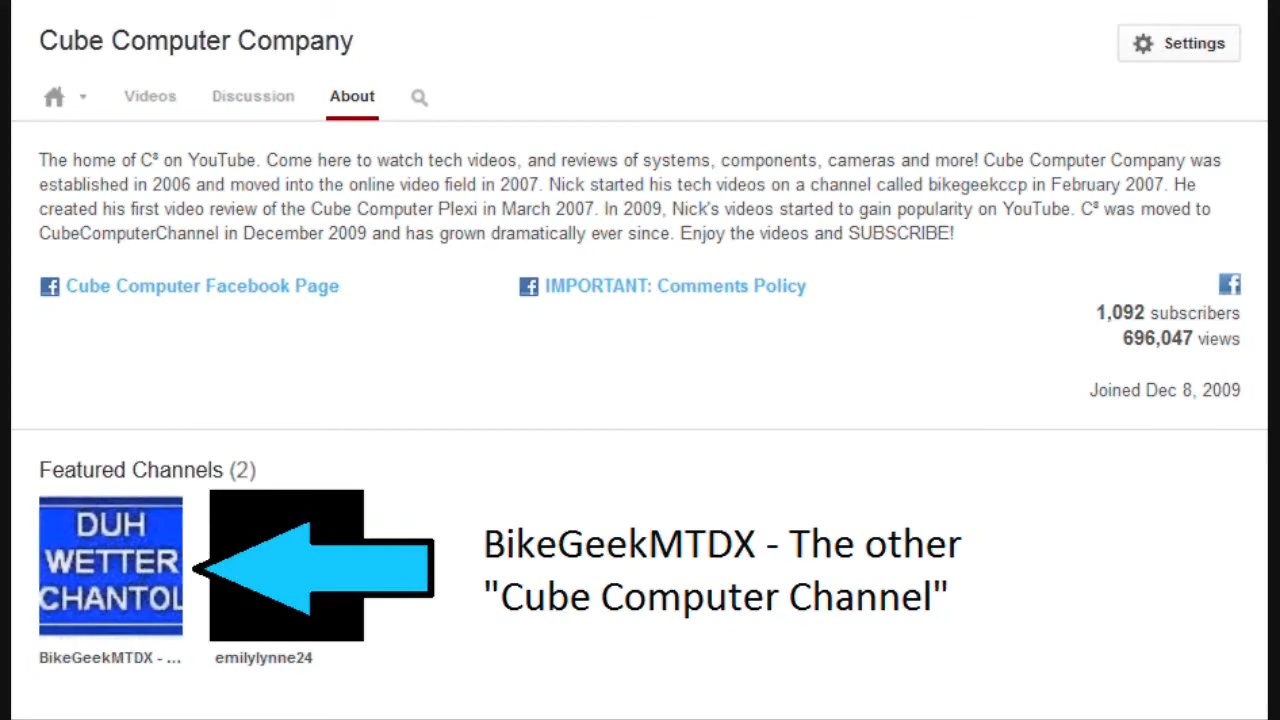 Cube Computer Company
Settings
Videos
Discussion
About
The home of C³ on YouTube. Come here to watch tech videos, and reviews of systems, components, cameras and more! Cube Computer Company was
established in 2006 and moved into the online video field in 2007. Nick started his tech videos on a channel called bikegeekccp in February 2007. He
created his first video review of the Cube Computer Plexi in March 2007. In 2009, Nick's videos started to gain popularity on YouTube. C³ was moved to
CubeComputerChannel in December 2009 and has grown dramatically ever since. Enjoy the videos and SUBSCRIBE!
Cube Computer Facebook Page
IMPORTANT: Comments Policy
1,092 subscribers
696,047 views
Joined Dec 8, 2009
Featured Channels (2)
DUH
WETTER
CHANTOL
BikeGeekMTDX - The other
"Cube Computer Channel"
BikeGeekMTDX - ...
emilylynne24